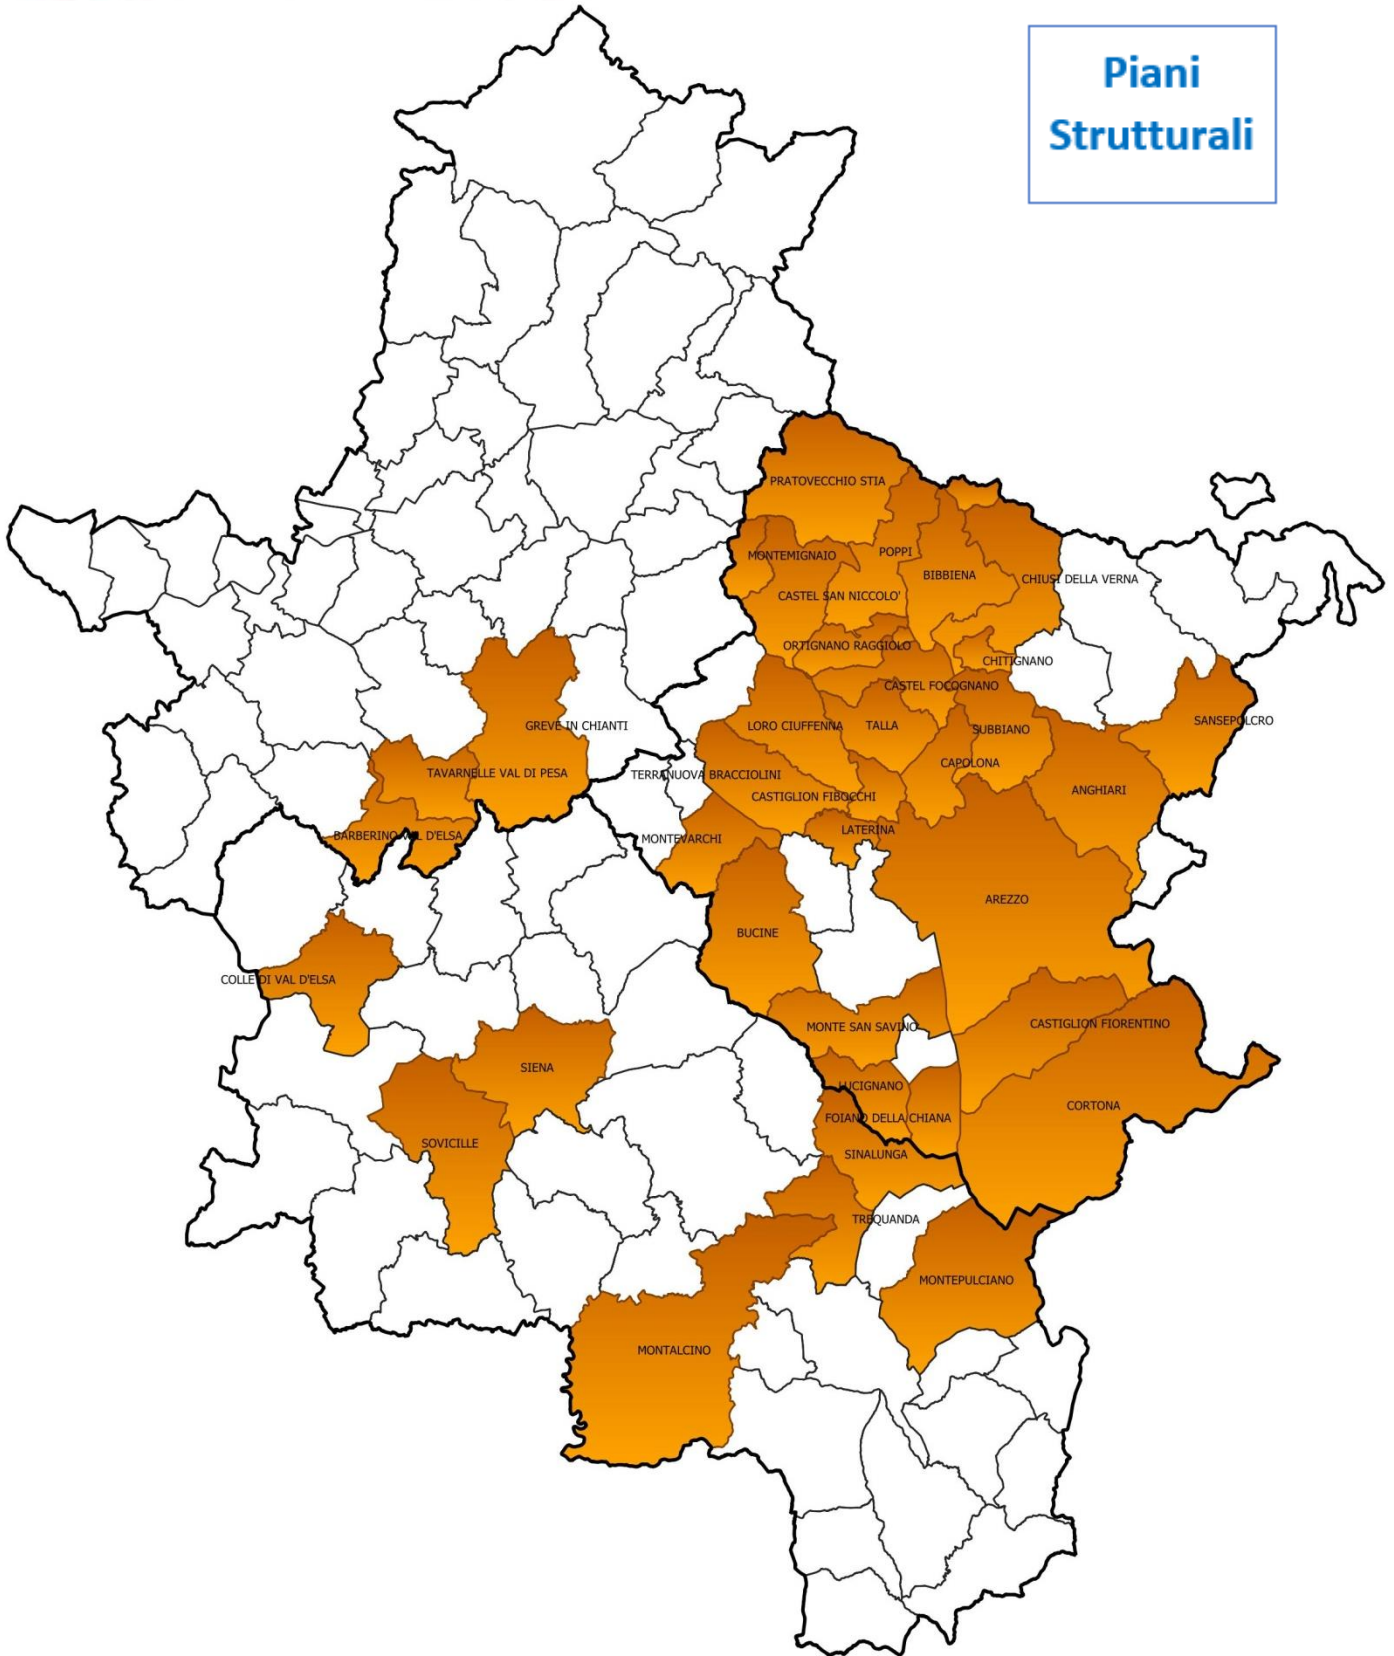 Piani
Strutturali
PRATOVECCHIO STIA
MONTEMIGNAIO
POPPI
BIBBIENA
CHIUSI DELLA VERNA
CASTEL SAN NICCOLO'
ORTIGNANO RAGGIOLO
CHITIGNANO
CASTEL FOCOGNANO
GREVE IN CHIANTI
LORO CIUFFENNA
TALLA
SUBBIANO
SANSEPOLCRO
CAPOLONA
TAVARNELLE VAL DI PESA
TERRANUOVA BRACCIOLINI
ANGHIARI
CASTIGLION FIBOCCHI
BARBERINO VAL D'ELSA
MONTEVARCHI
LATERINA
AREZZO
BUCINE
COLLE DI VAL D'ELSA
MONTE SAN SAVINO
CASTIGLION FIORENTINO
SIENA
LUCIGNANO
CORTONA
FOIANO DELLA CHIANA
SOVICILLE
SINALUNGA
TREQUANDA
MONTEPULCIANO
MONTALCINO